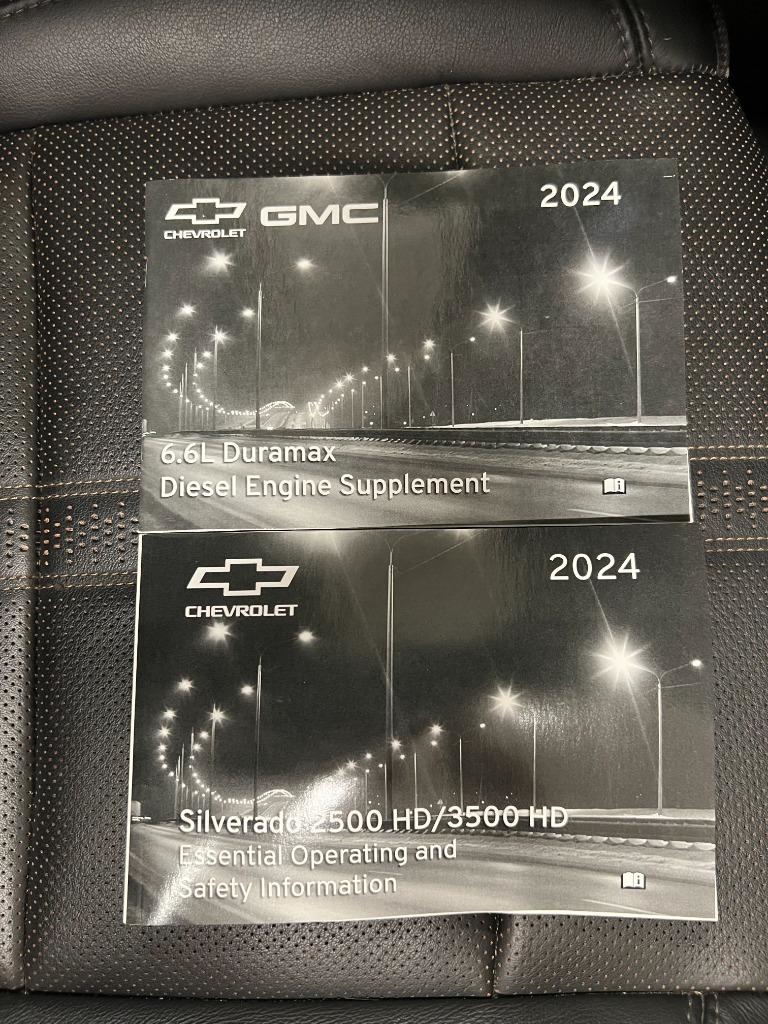 CHEVROLET GMC 2024
6.6L Duramax
Diesel Engine Supplement
CHEVROLET 2024
Silverado 2500 HD/3500 HD
Essential Operating and
Safety Information